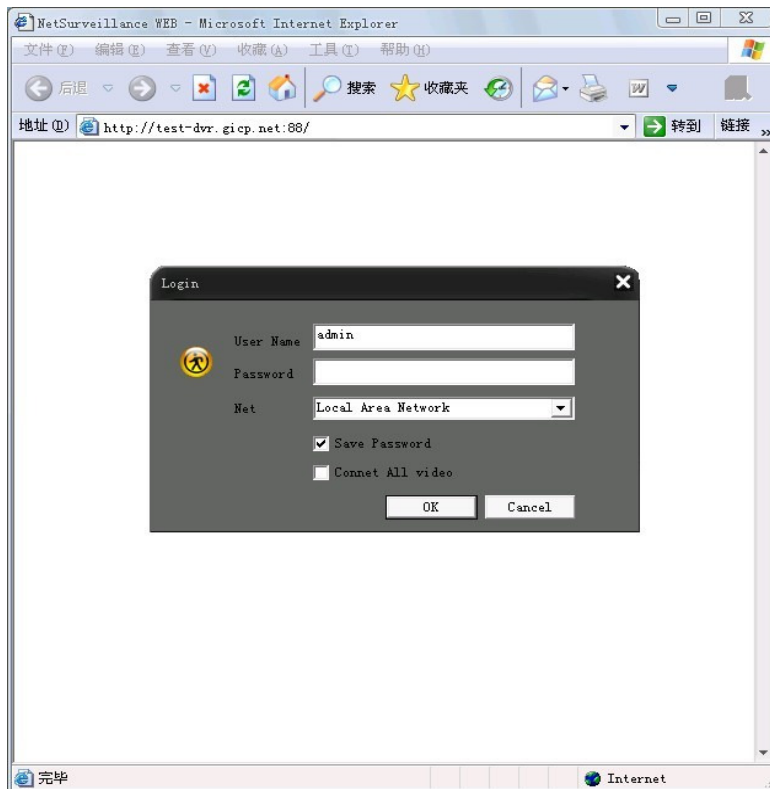 NetSurveillance WEB - Microsoft Internet Explorer
文件(F) 编辑(E) 查看(V) 收藏(A) 工具(T) 帮助(H)
后退 搜索 收藏夹 W
地址(D) http://test-dvr.gicp.net:88/ 转到 链接 »
Login
User Name admin
Password
Net Local Area Network
Save Password
Connet All video
OK Cancel
完毕 Internet